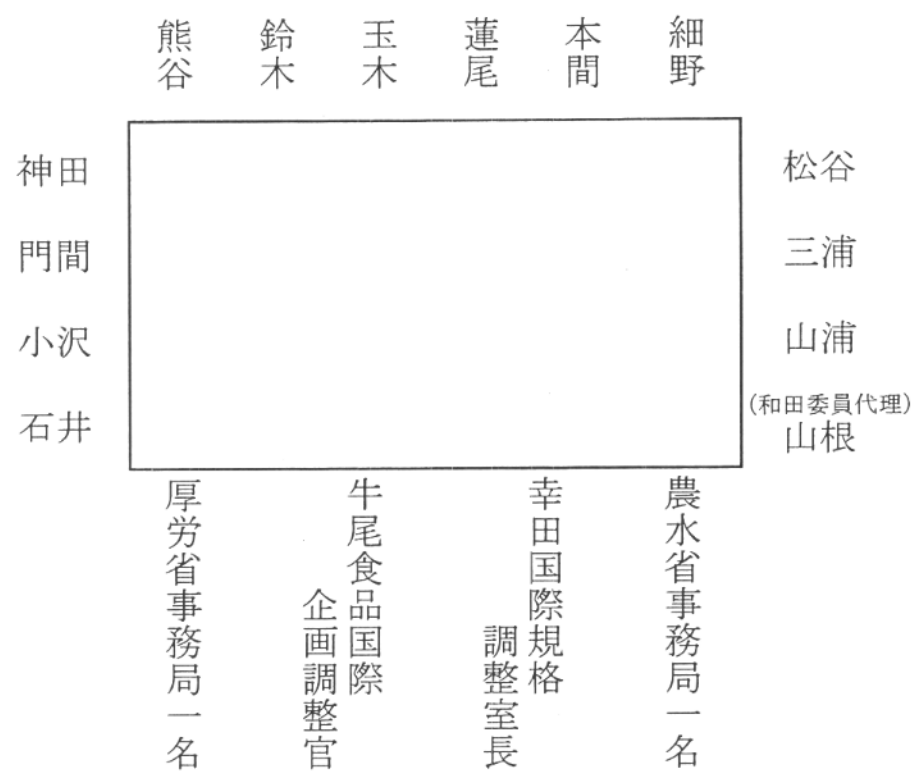 熊谷
鈴木
玉木
蓮尾
本間
細野
神田
門間
小沢
石井
松谷
三浦
山浦
(和田委員代理)
山根
厚労省事務局一名
牛尾食品国際
企画調整官
幸田国際規格
調整室長
農水省事務局一名